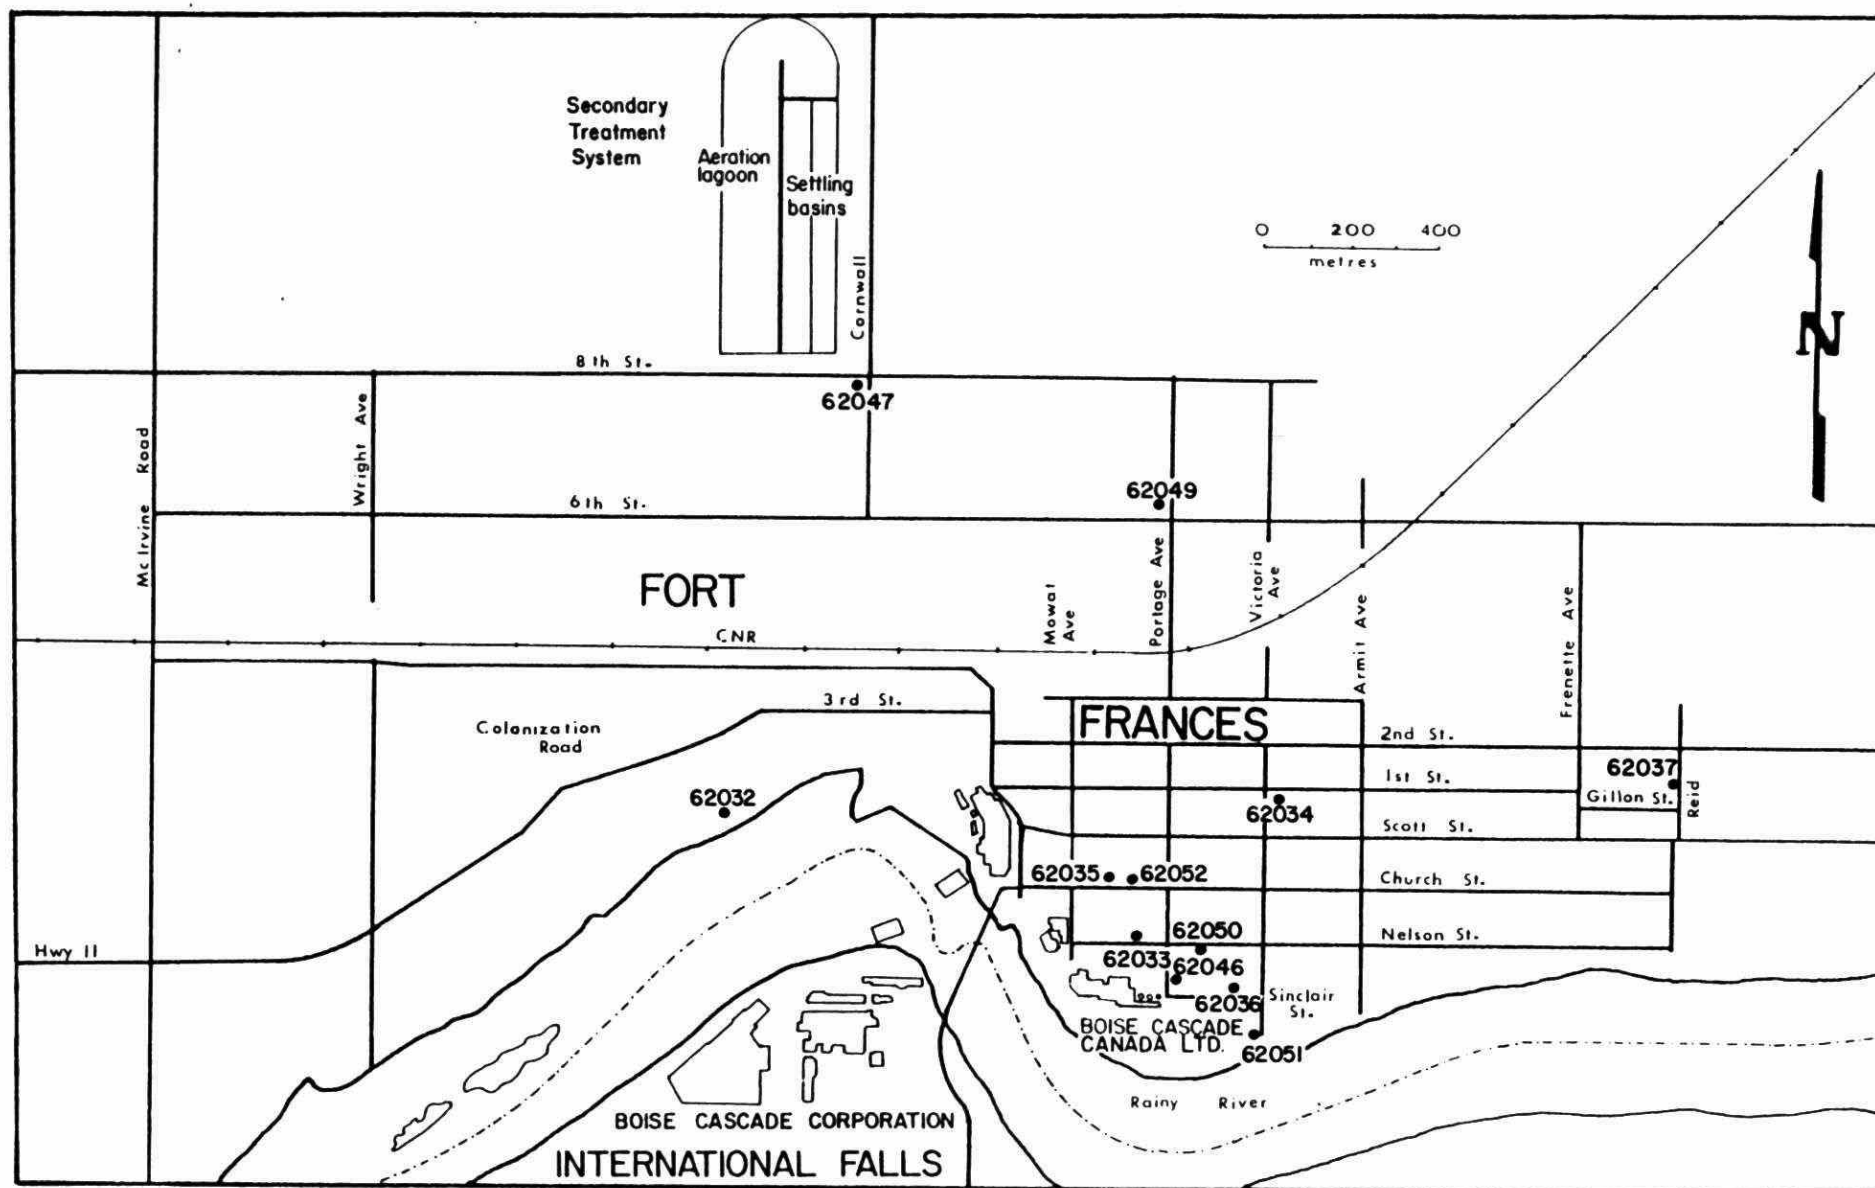 Secondary
Treatment
System
Aeration
lagoon
Settling
basins
Cornwall
0 200 400
metres
N
8th St.
62047
McIrvine Road
Wright Ave
6th St.
62049
FORT
CNR
Mowat
Ave
Portage Ave
Victoria
Ave
Armit Ave
Frenette Ave
3rd St.
Colonization
Road
FRANCES
2nd St.
1st St.
62037
Gillon St.
Reid
62032
62034
Scott St.
62035
62052
Church St.
Hwy 11
62050
Nelson St.
62033
62046
62036
Sinclair
St.
BOISE CASCADE
CANADA LTD.
62051
Rainy River
BOISE CASCADE CORPORATION
INTERNATIONAL FALLS